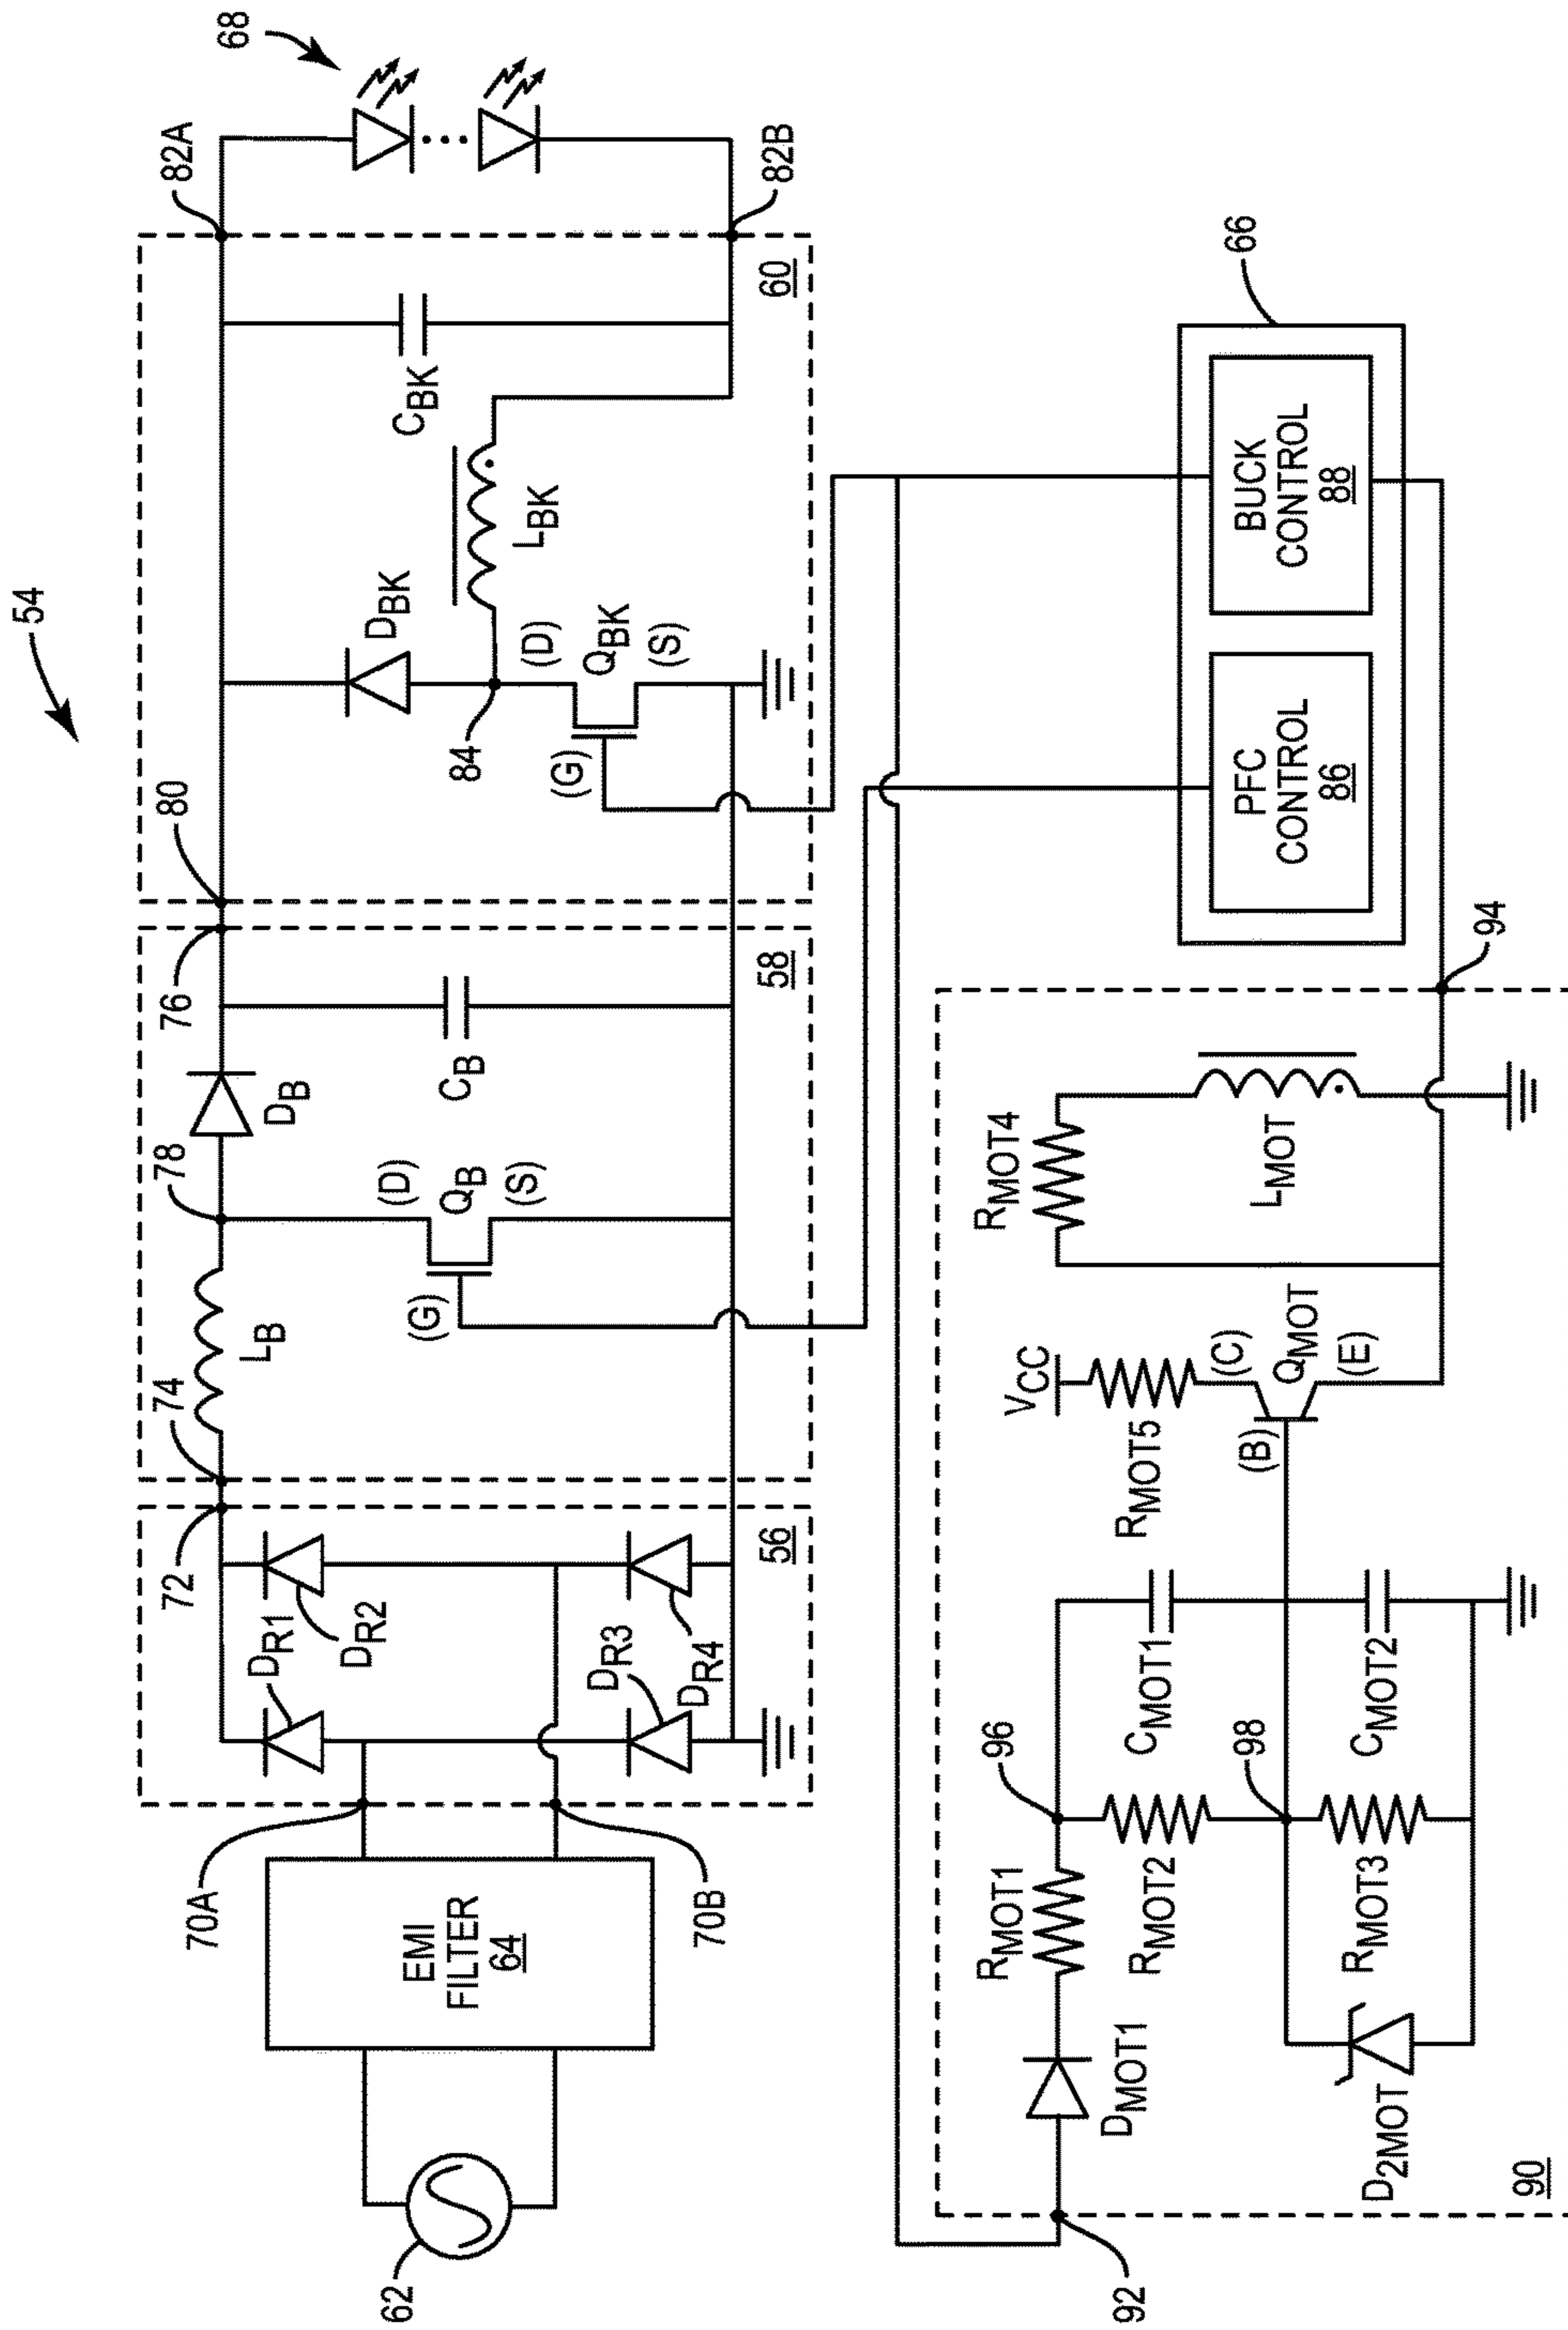 54
62
EMI
FILTER
64
70A
70B
72
D_R1
D_R2
D_R3
D_R4
56
74
L_B
78
(D)
Q_B
(G)
(S)
D_B
C_B
76
58
80
D_BK
84
(D)
Q_BK
(G)
(S)
L_BK
C_BK
60
82A
82B
68
66
PFC
CONTROL
86
BUCK
CONTROL
88
92
D_MOT1
R_MOT1
96
R_MOT2
C_MOT1
98
R_MOT3
C_MOT2
D_2MOT
V_CC
R_MOT5
(C)
(B)
Q_MOT
(E)
R_MOT4
L_MOT
94
90